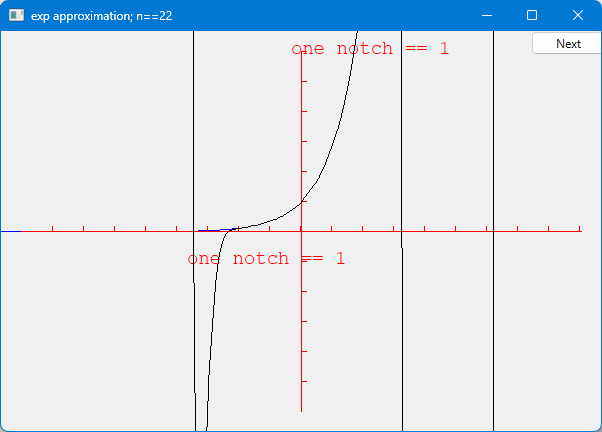 exp approximation; n==22
one notch == 1
Next
one notch == 1